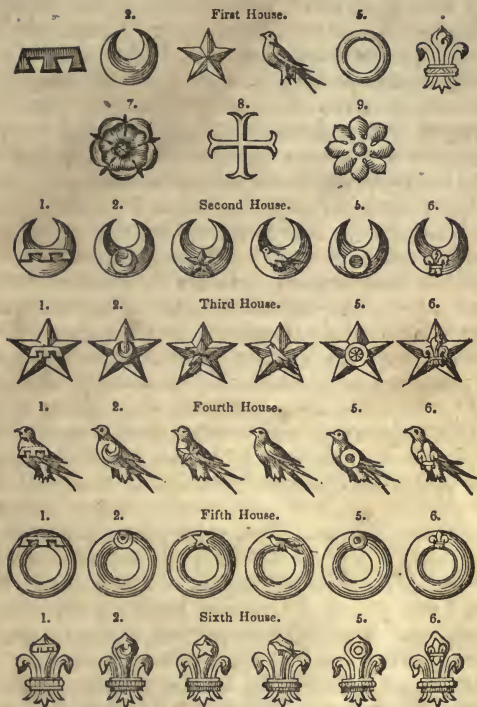 2. First House. 5.
7. 8. 9.
1. 2. Second House. 5. 6.
1. 2. Third House. 5. 6.
1. 2. Fourth House. 5. 6.
1. 2. Fifth House. 5. 6.
1. 2. Sixth House. 5. 6.